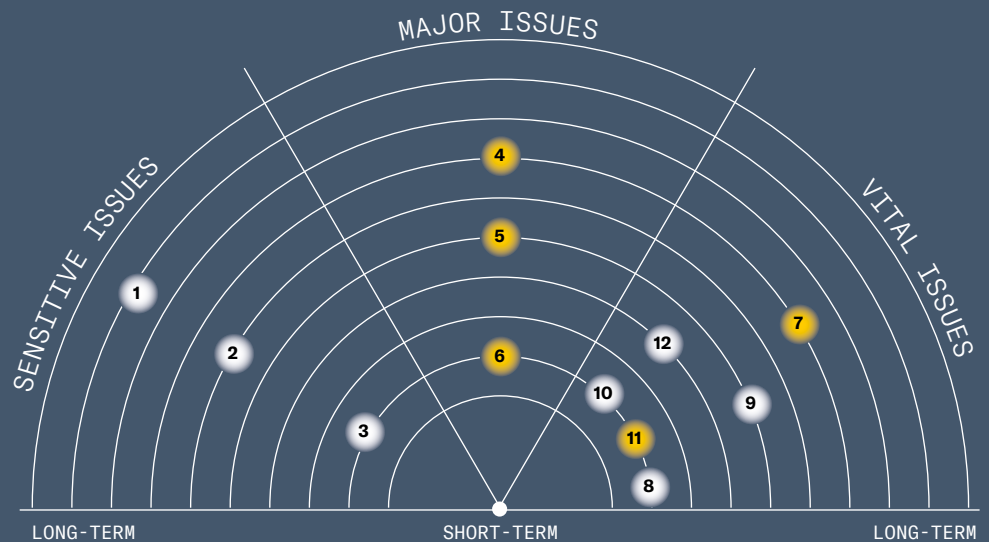 MAJOR ISSUES
SENSITIVE ISSUES
VITAL ISSUES
4
5
1
7
2
12
6
10
9
3
11
8
LONG-TERM
SHORT-TERM
LONG-TERM